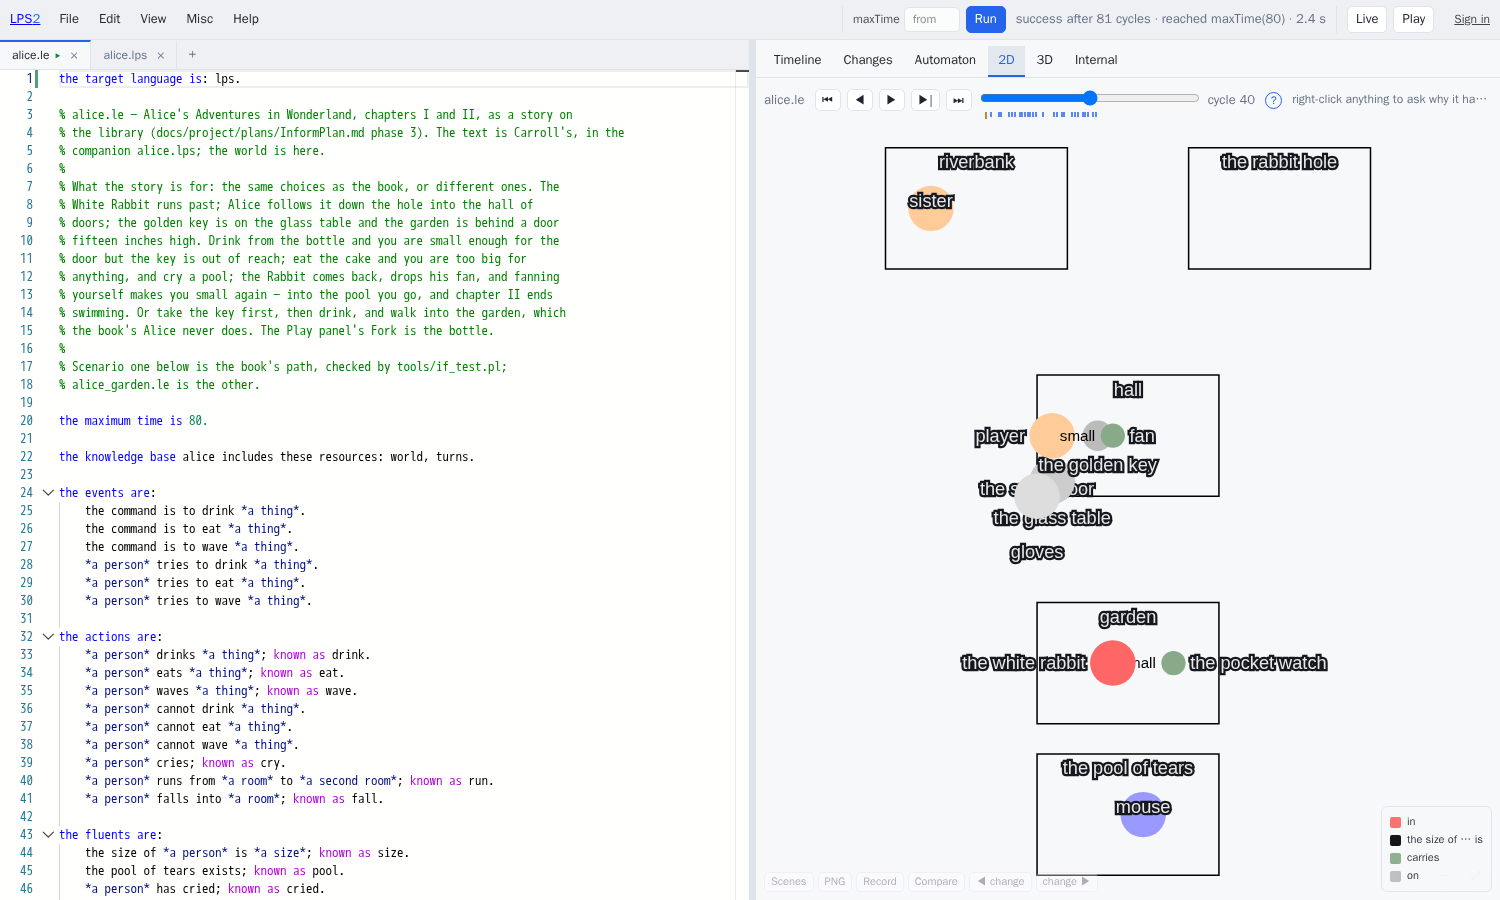 LPS2 File Edit View Misc Help maxTime from Run success after 81 cycles · reached maxTime(80) · 2.4 s Live Play Sign in
alice.le ▸ × alice.lps × +
Timeline Changes Automaton 2D 3D Internal
alice.le cycle 40 ? right-click anything to ask why it ha⋯
1 the target language is: lps.
2
3 % alice.le — Alice's Adventures in Wonderland, chapters I and II, as a story on
4 % the library (docs/project/plans/InformPlan.md phase 3). The text is Carroll's, in the
5 % companion alice.lps; the world is here.
6 %
7 % What the story is for: the same choices as the book, or different ones. The
8 % White Rabbit runs past; Alice follows it down the hole into the hall of
9 % doors; the golden key is on the glass table and the garden is behind a door
10 % fifteen inches high. Drink from the bottle and you are small enough for the
11 % door but the key is out of reach; eat the cake and you are too big for
12 % anything, and cry a pool; the Rabbit comes back, drops his fan, and fanning
13 % yourself makes you small again — into the pool you go, and chapter II ends
14 % swimming. Or take the key first, then drink, and walk into the garden, which
15 % the book's Alice never does. The Play panel's Fork is the bottle.
16 %
17 % Scenario one below is the book's path, checked by tools/if_test.pl;
18 % alice_garden.le is the other.
19
20 the maximum time is 80.
21
22 the knowledge base alice includes these resources: world, turns.
23
24 the events are:
25 the command is to drink *a thing*.
26 the command is to eat *a thing*.
27 the command is to wave *a thing*.
28 *a person* tries to drink *a thing*.
29 *a person* tries to eat *a thing*.
30 *a person* tries to wave *a thing*.
31
32 the actions are:
33 *a person* drinks *a thing*; known as drink.
34 *a person* eats *a thing*; known as eat.
35 *a person* waves *a thing*; known as wave.
36 *a person* cannot drink *a thing*.
37 *a person* cannot eat *a thing*.
38 *a person* cannot wave *a thing*.
39 *a person* cries; known as cry.
40 *a person* runs from *a room* to *a second room*; known as run.
41 *a person* falls into *a room*; known as fall.
42
43 the fluents are:
44 the size of *a person* is *a size*; known as size.
45 the pool of tears exists; known as pool.
46 *a person* has cried; known as cried.
riverbank
the rabbit hole
sister
hall
player small fan
the golden key
the glass table
gloves
garden
the white rabbit the pocket watch
the pool of tears
mouse
in
the size of ⋯ is
carries
on
Scenes PNG Record Compare ◀ change change ▶